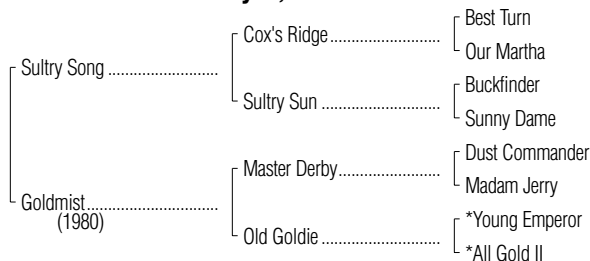 Best Turn
Cox's Ridge
Our Martha
Sultry Song
Buckfinder
Sultry Sun
Sunny Dame
Dust Commander
Master Derby
Madam Jerry
Goldmist
(1980)
*Young Emperor
Old Goldie
*All Gold II